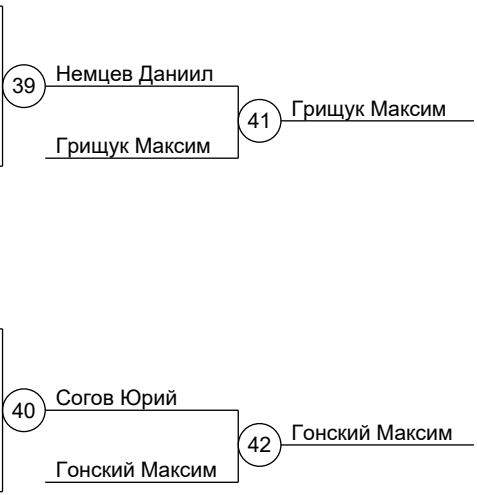 39
Немцев Даниил
41
Грищук Максим
Грищук Максим
40
Согов Юрий
42
Гонский Максим
Гонский Максим